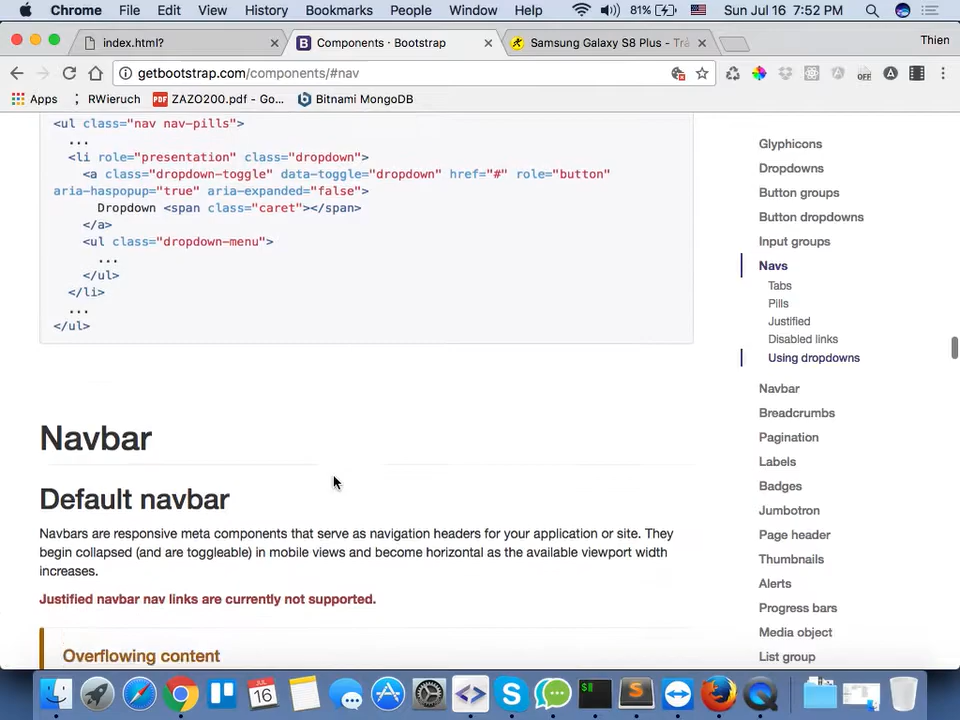 Chrome File Edit View History Bookmarks People Window Help 81% Sun Jul 16 7:52 PM
index.html? Components · Bootstrap Samsung Galaxy S8 Plus - Trả Thien
getbootstrap.com/components/#nav
Apps RWieruch ZAZO200.pdf - Go... Bitnami MongoDB
<ul class="nav nav-pills">
...
<li role="presentation" class="dropdown">
<a class="dropdown-toggle" data-toggle="dropdown" href="#" role="button"
aria-haspopup="true" aria-expanded="false">
Dropdown <span class="caret"></span>
</a>
<ul class="dropdown-menu">
...
</ul>
</li>
...
</ul>
Navbar
Default navbar
Navbars are responsive meta components that serve as navigation headers for your application or site. They
begin collapsed (and are toggleable) in mobile views and become horizontal as the available viewport width
increases.
Justified navbar nav links are currently not supported.
Overflowing content
Glyphicons
Dropdowns
Button groups
Button dropdowns
Input groups
Navs
Tabs
Pills
Justified
Disabled links
Using dropdowns
Navbar
Breadcrumbs
Pagination
Labels
Badges
Jumbotron
Page header
Thumbnails
Alerts
Progress bars
Media object
List group
JUL
16